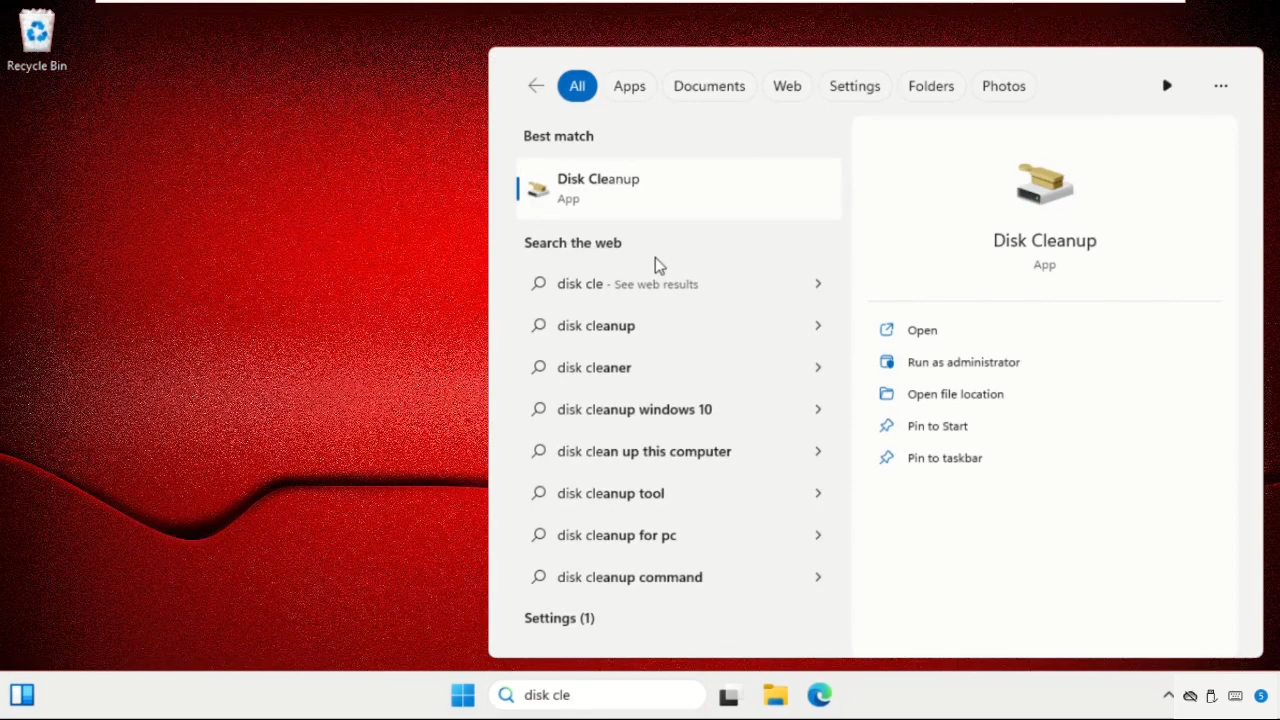 Recycle Bin
All
Apps
Documents
Web
Settings
Folders
Photos
Best match
Disk Cleanup
App
Search the web
disk cle - See web results
disk cleanup
disk cleaner
disk cleanup windows 10
disk clean up this computer
disk cleanup tool
disk cleanup for pc
disk cleanup command
Settings (1)
Disk Cleanup
App
Open
Run as administrator
Open file location
Pin to Start
Pin to taskbar
disk cle
5